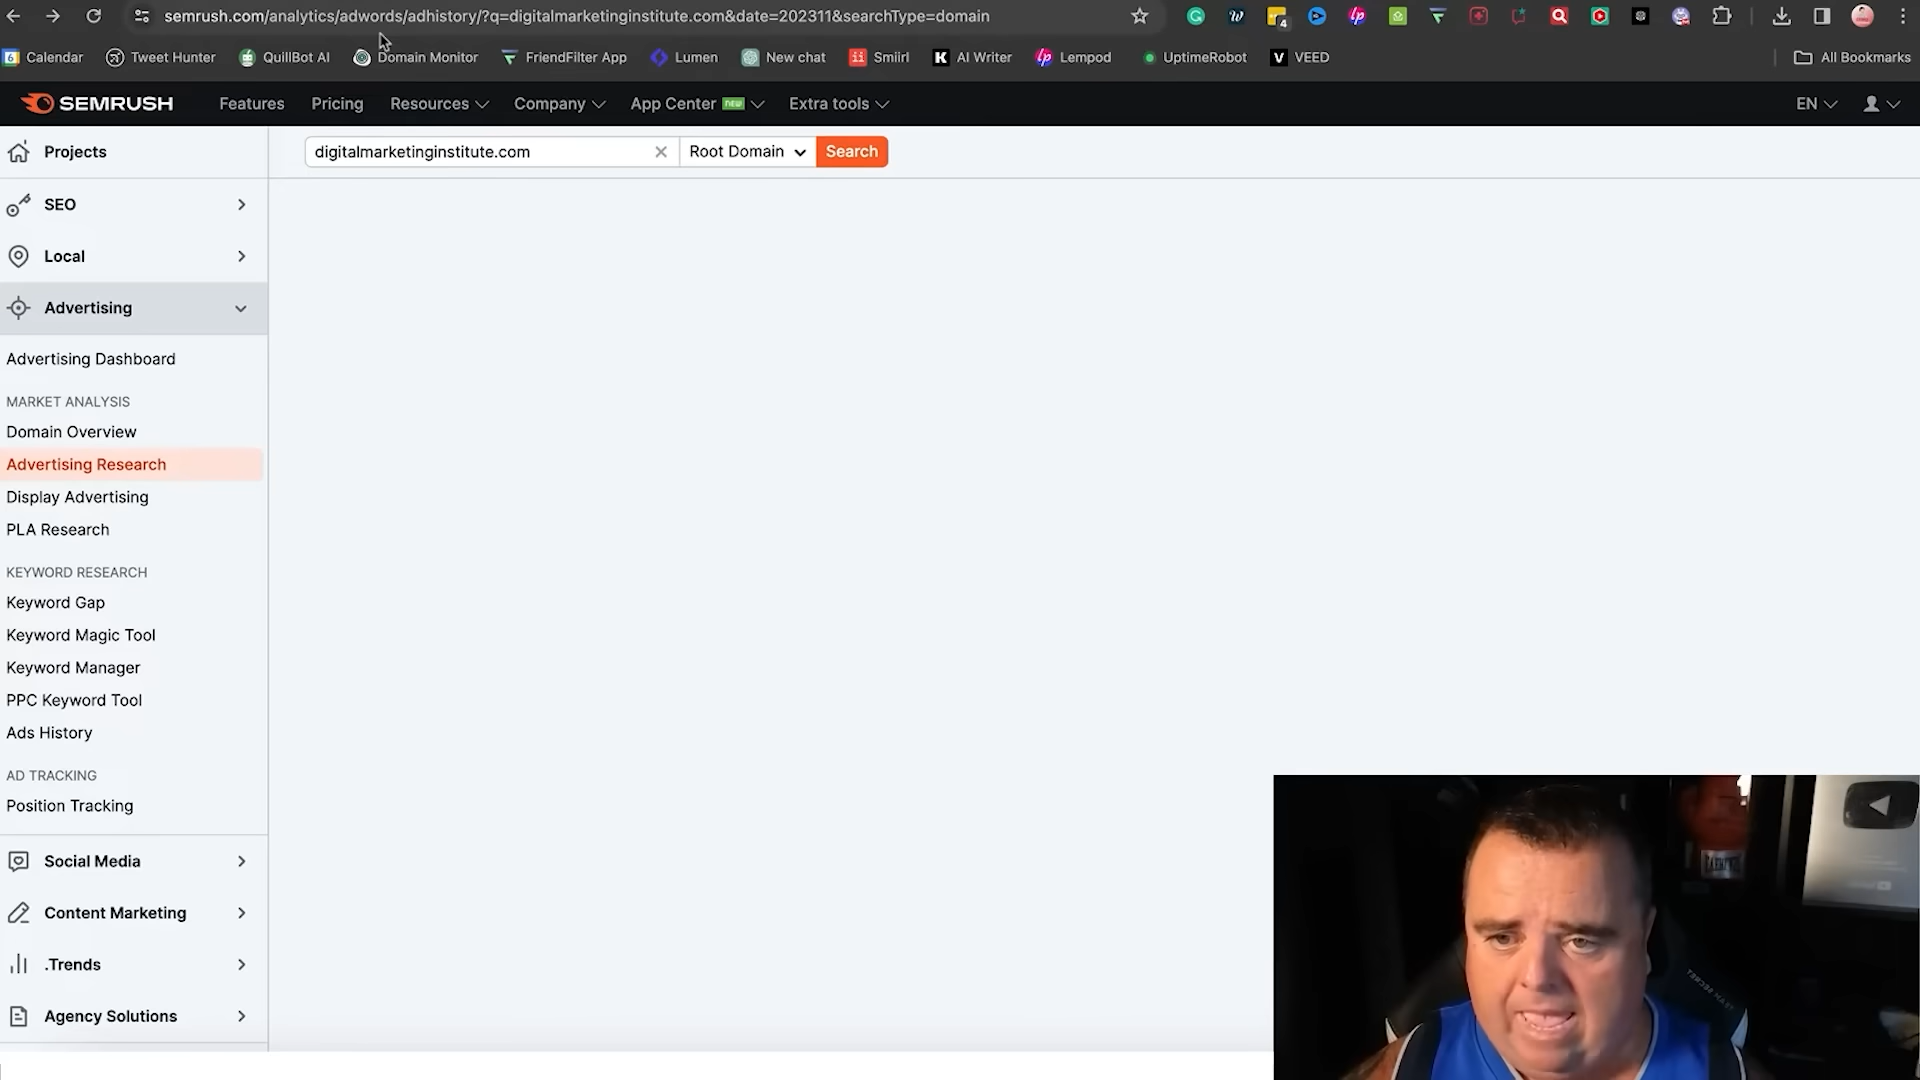 semrush.com/analytics/adwords/adhistory/?q=digitalmarketinginstitute.com&date=202311&searchType=domain
4
6 Calendar Tweet Hunter QuillBot AI Domain Monitor FriendFilter App Lumen New chat ii Smiirl K AI Writer lp Lempod UptimeRobot V VEED All Bookmarks
SEMRUSH Features Pricing Resources Company App Center NEW Extra tools EN
Projects
digitalmarketinginstitute.com Root Domain Search
SEO
Local
Advertising
Advertising Dashboard
MARKET ANALYSIS
Domain Overview
Advertising Research
Display Advertising
PLA Research
KEYWORD RESEARCH
Keyword Gap
Keyword Magic Tool
Keyword Manager
PPC Keyword Tool
Ads History
AD TRACKING
Position Tracking
Social Media
Content Marketing
.Trends
Agency Solutions